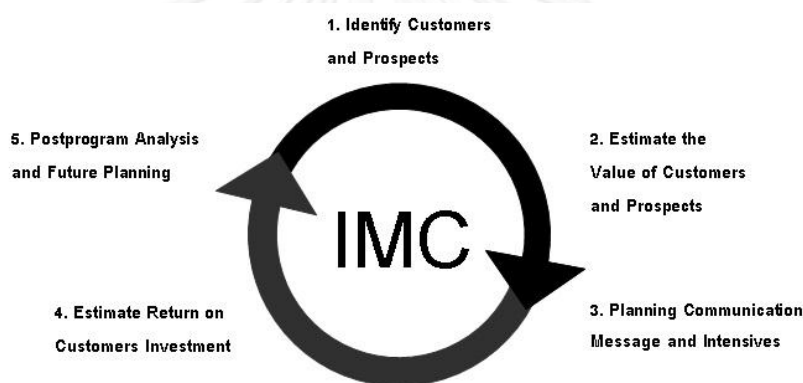 1. Identify Customers
and Prospects
2. Estimate the
Value of Customers
and Prospects
3. Planning Communication
Message and Intensives
4. Estimate Return on
Customers Investment
5. Postprogram Analysis
and Future Planning
IMC